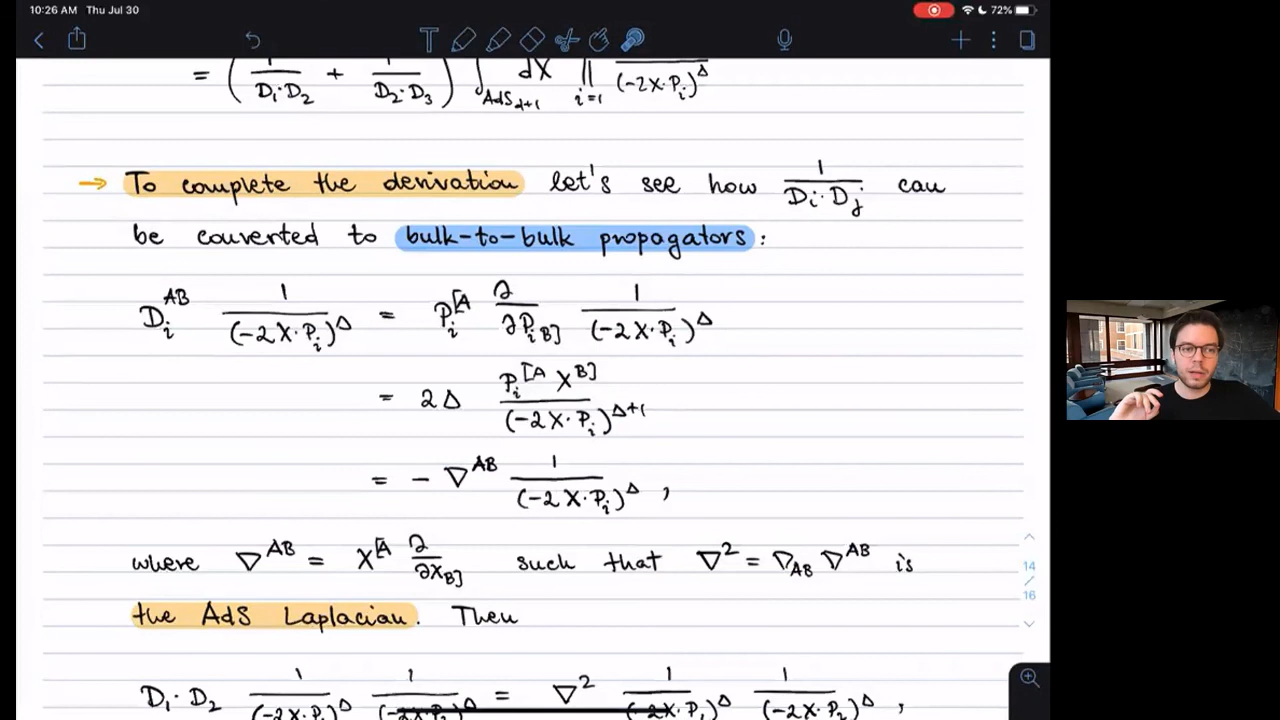 10:26 AM Thu Jul 30 72%
= ( 1/(D₁·D₂) + 1/(D₂·D₃) ) ∫_{AdS_{d+1}} dX ∏_{i=1} 1/(-2X·P_i)^Δ
→ To complete the derivation let's see how 1/(D_i·D_j) can
be converted to bulk-to-bulk propagators:
D_i^{AB} 1/(-2X·P_i)^Δ = P_i^{[A} ∂/∂P_{i B]} 1/(-2X·P_i)^Δ
= 2Δ P_i^{[A} X^{B]}/(-2X·P_i)^{Δ+1}
= - ∇^{AB} 1/(-2X·P_i)^Δ ,
where ∇^{AB} = X^{[A} ∂/∂X_{B]} such that ∇² = ∇_{AB} ∇^{AB} is
14
/
16
the AdS Laplacian. Then
D₁·D₂ 1/(-2X·P₁)^Δ 1/(-2X·P₂)^Δ = ∇² 1/(-2X·P₁)^Δ 1/(-2X·P₂)^Δ ,